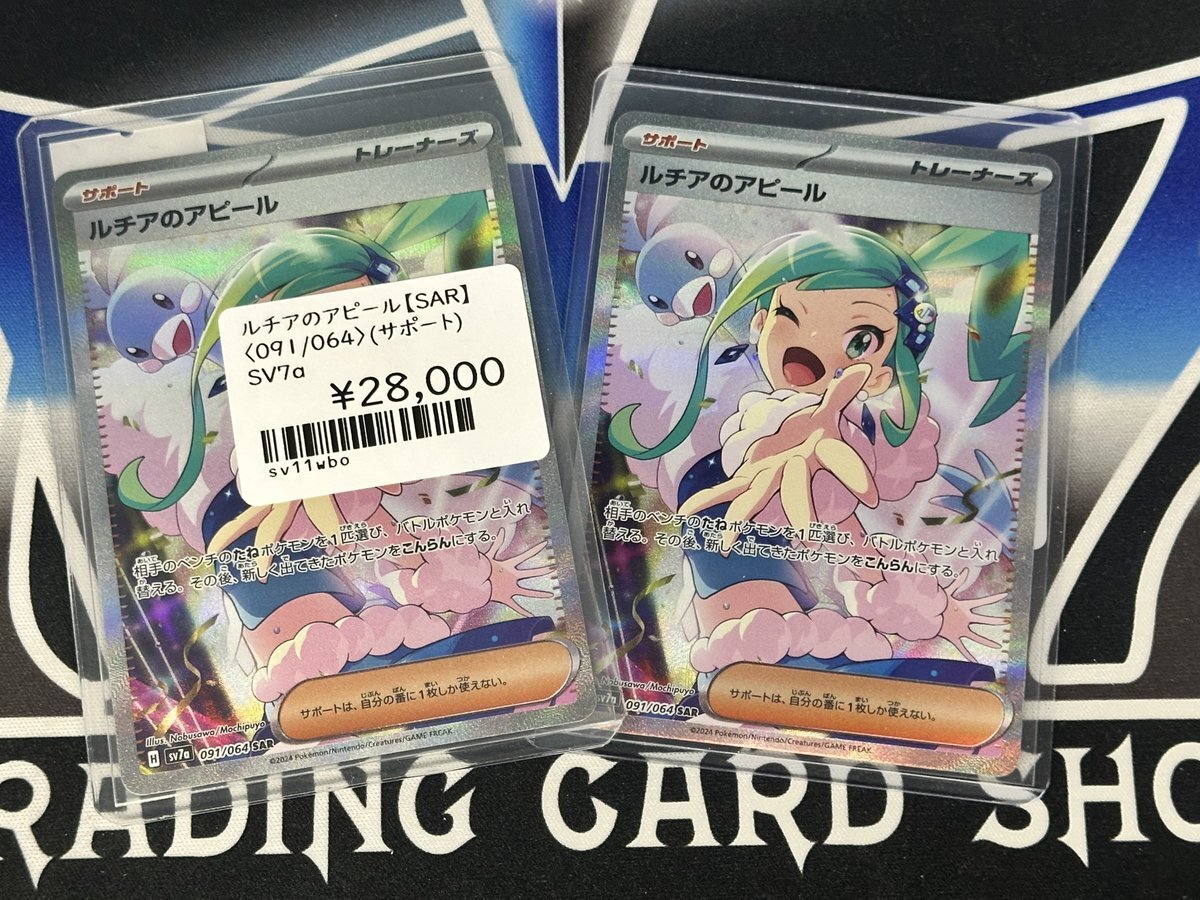 サポート
トレーナーズ
ルチアのアピール
ルチアのアピール【SAR】
〈091/064〉(サポート)
SV7a
¥28,000
sv11wbo
相手のベンチのたねポケモンを1匹選び、バトルポケモンと入れ
替える。その後、新しく出てきたポケモンをこんらんにする。
サポートは、自分の番に1枚しか使えない。
Illus. Nobusawa/Mochipuyo
H sv7a 091/064 SAR
©2024 Pokémon/Nintendo/Creatures/GAME FREAK
サポート
トレーナーズ
ルチアのアピール
相手のベンチのたねポケモンを1匹選び、バトルポケモンと入れ
替える。その後、新しく出てきたポケモンをこんらんにする。
サポートは、自分の番に1枚しか使えない。
Nobusawa/Mochipuyo
sv7a 091/064 SAR
©2024 Pokémon/Nintendo/Creatures/GAME FREAK
RADING CARD SHO